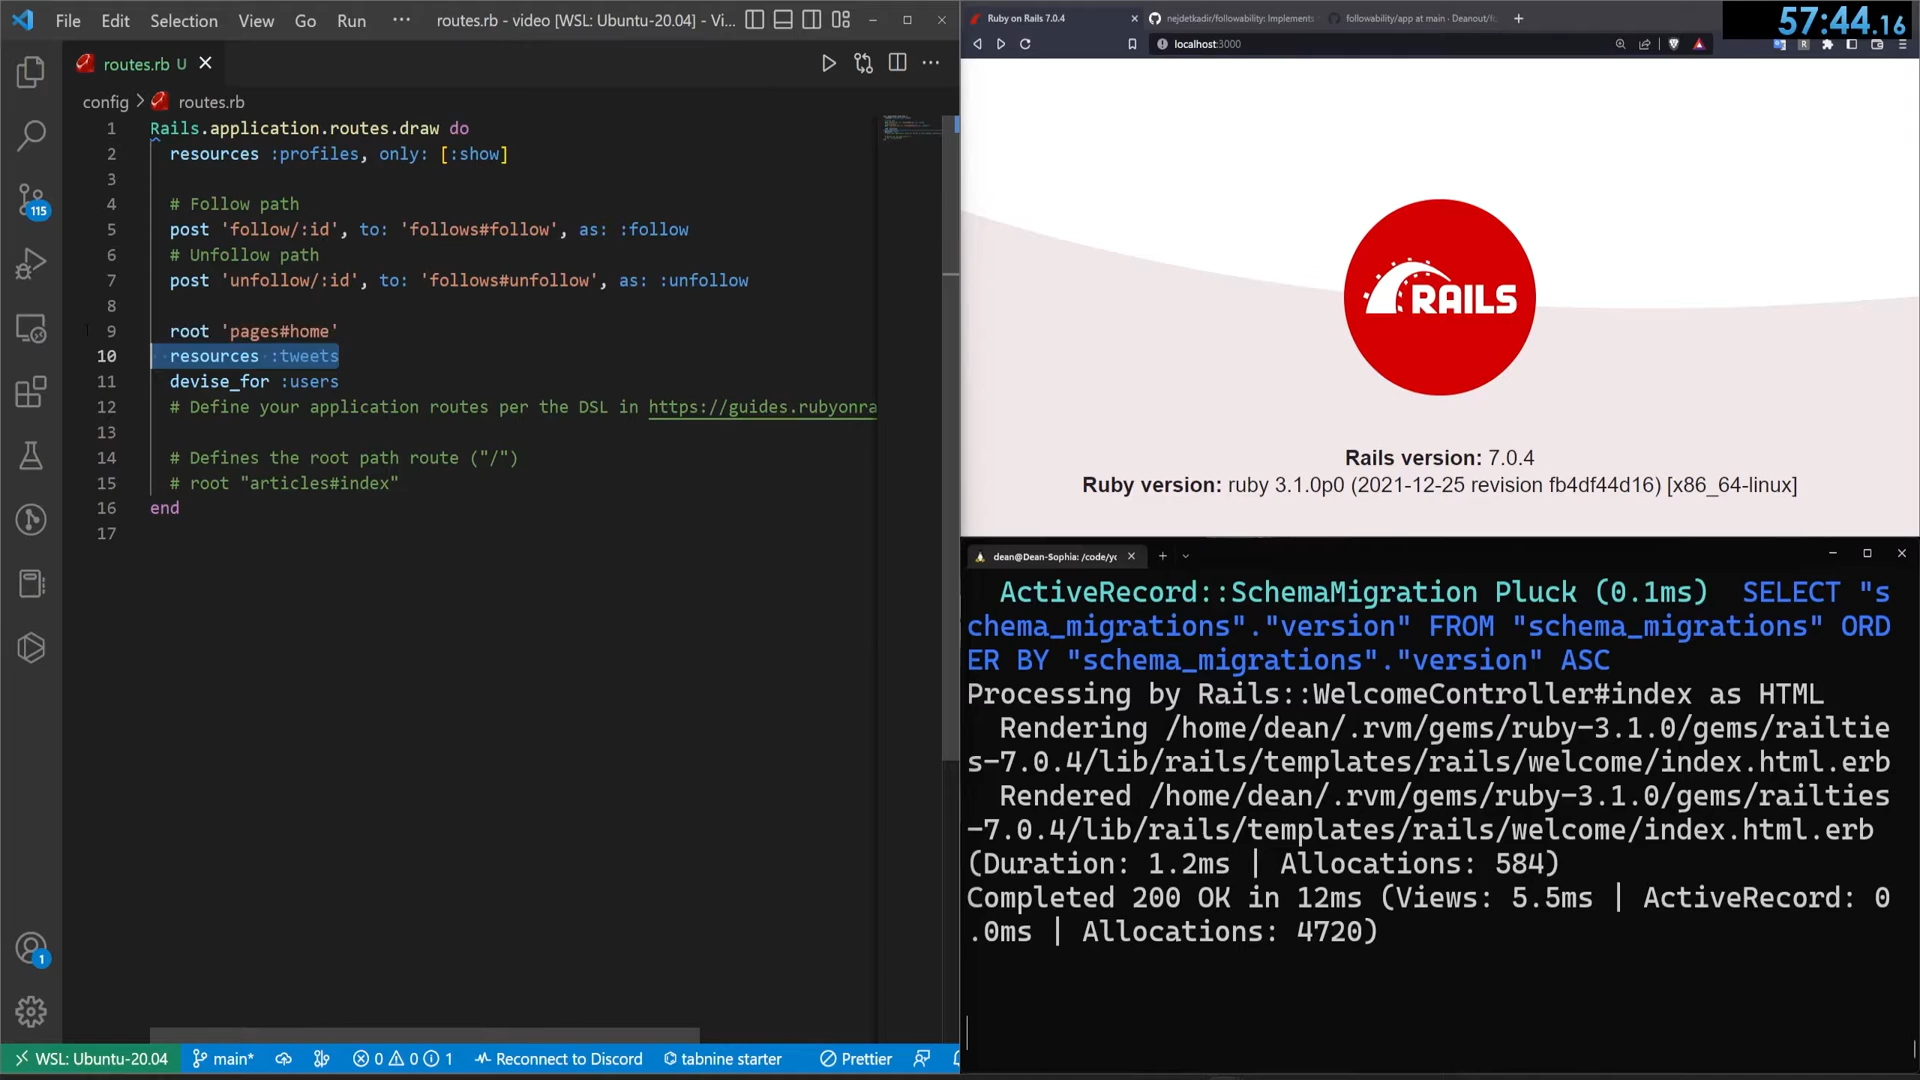 File Edit Selection View Go Run ··· routes.rb - video [WSL: Ubuntu-20.04] - Vi...
routes.rb U
config > routes.rb
1 Rails.application.routes.draw do
2 resources :profiles, only: [:show]
3
4 # Follow path
5 post 'follow/:id', to: 'follows#follow', as: :follow
6 # Unfollow path
7 post 'unfollow/:id', to: 'follows#unfollow', as: :unfollow
8
9 root 'pages#home'
10 resources :tweets
11 devise_for :users
12 # Define your application routes per the DSL in https://guides.rubyonra
13
14 # Defines the root path route ("/")
15 # root "articles#index"
16 end
17
115
1
WSL: Ubuntu-20.04 main* 0 0 1 Reconnect to Discord tabnine starter Prettier
Ruby on Rails 7.0.4 nejdetkadir/followability: Implements followability/app at main · Deanout/fo
57:44.16
localhost:3000
RAILS
Rails version: 7.0.4
Ruby version: ruby 3.1.0p0 (2021-12-25 revision fb4df44d16) [x86_64-linux]
dean@Dean-Sophia: /code/yo
ActiveRecord::SchemaMigration Pluck (0.1ms) SELECT "s
chema_migrations"."version" FROM "schema_migrations" ORD
ER BY "schema_migrations"."version" ASC
Processing by Rails::WelcomeController#index as HTML
Rendering /home/dean/.rvm/gems/ruby-3.1.0/gems/railtie
s-7.0.4/lib/rails/templates/rails/welcome/index.html.erb
Rendered /home/dean/.rvm/gems/ruby-3.1.0/gems/railties
-7.0.4/lib/rails/templates/rails/welcome/index.html.erb
(Duration: 1.2ms | Allocations: 584)
Completed 200 OK in 12ms (Views: 5.5ms | ActiveRecord: 0
.0ms | Allocations: 4720)